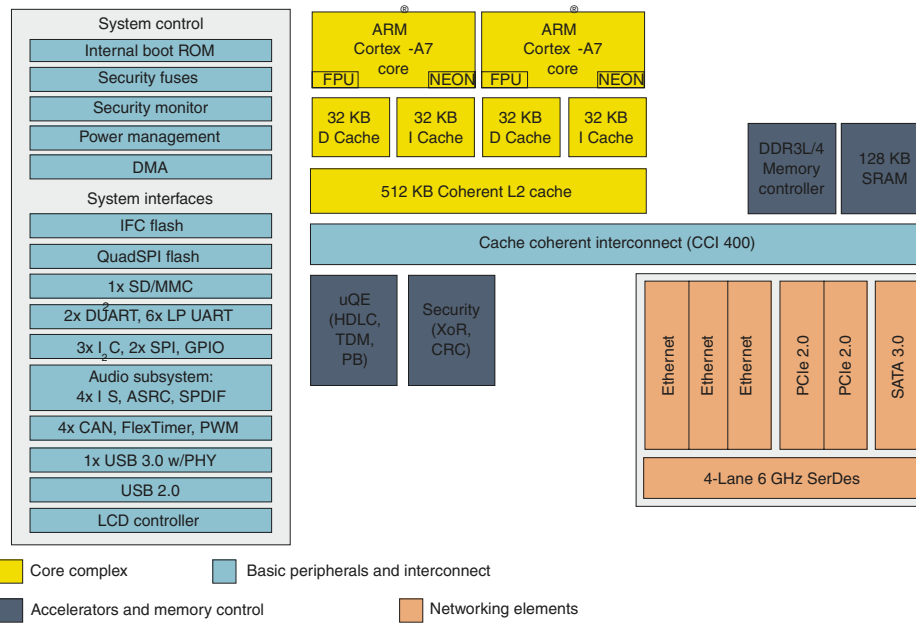 System control
Internal boot ROM
Security fuses
Security monitor
Power management
DMA
System interfaces
IFC flash
QuadSPI flash
1x SD/MMC
2x DUART, 6x LP UART
2
3x I C, 2x SPI, GPIO
2
Audio subsystem:
4x I S, ASRC, SPDIF
4x CAN, FlexTimer, PWM
1x USB 3.0 w/PHY
USB 2.0
LCD controller
®
ARM
Cortex -A7
core
FPU
NEON
®
ARM
Cortex -A7
core
FPU
NEON
32 KB
D Cache
32 KB
I Cache
32 KB
D Cache
32 KB
I Cache
512 KB Coherent L2 cache
DDR3L/4
Memory
controller
128 KB
SRAM
Cache coherent interconnect (CCI 400)
uQE
(HDLC,
TDM,
PB)
Security
(XoR,
CRC)
Ethernet
Ethernet
Ethernet
PCIe 2.0
PCIe 2.0
SATA 3.0
4-Lane 6 GHz SerDes
Core complex
Basic peripherals and interconnect
Accelerators and memory control
Networking elements